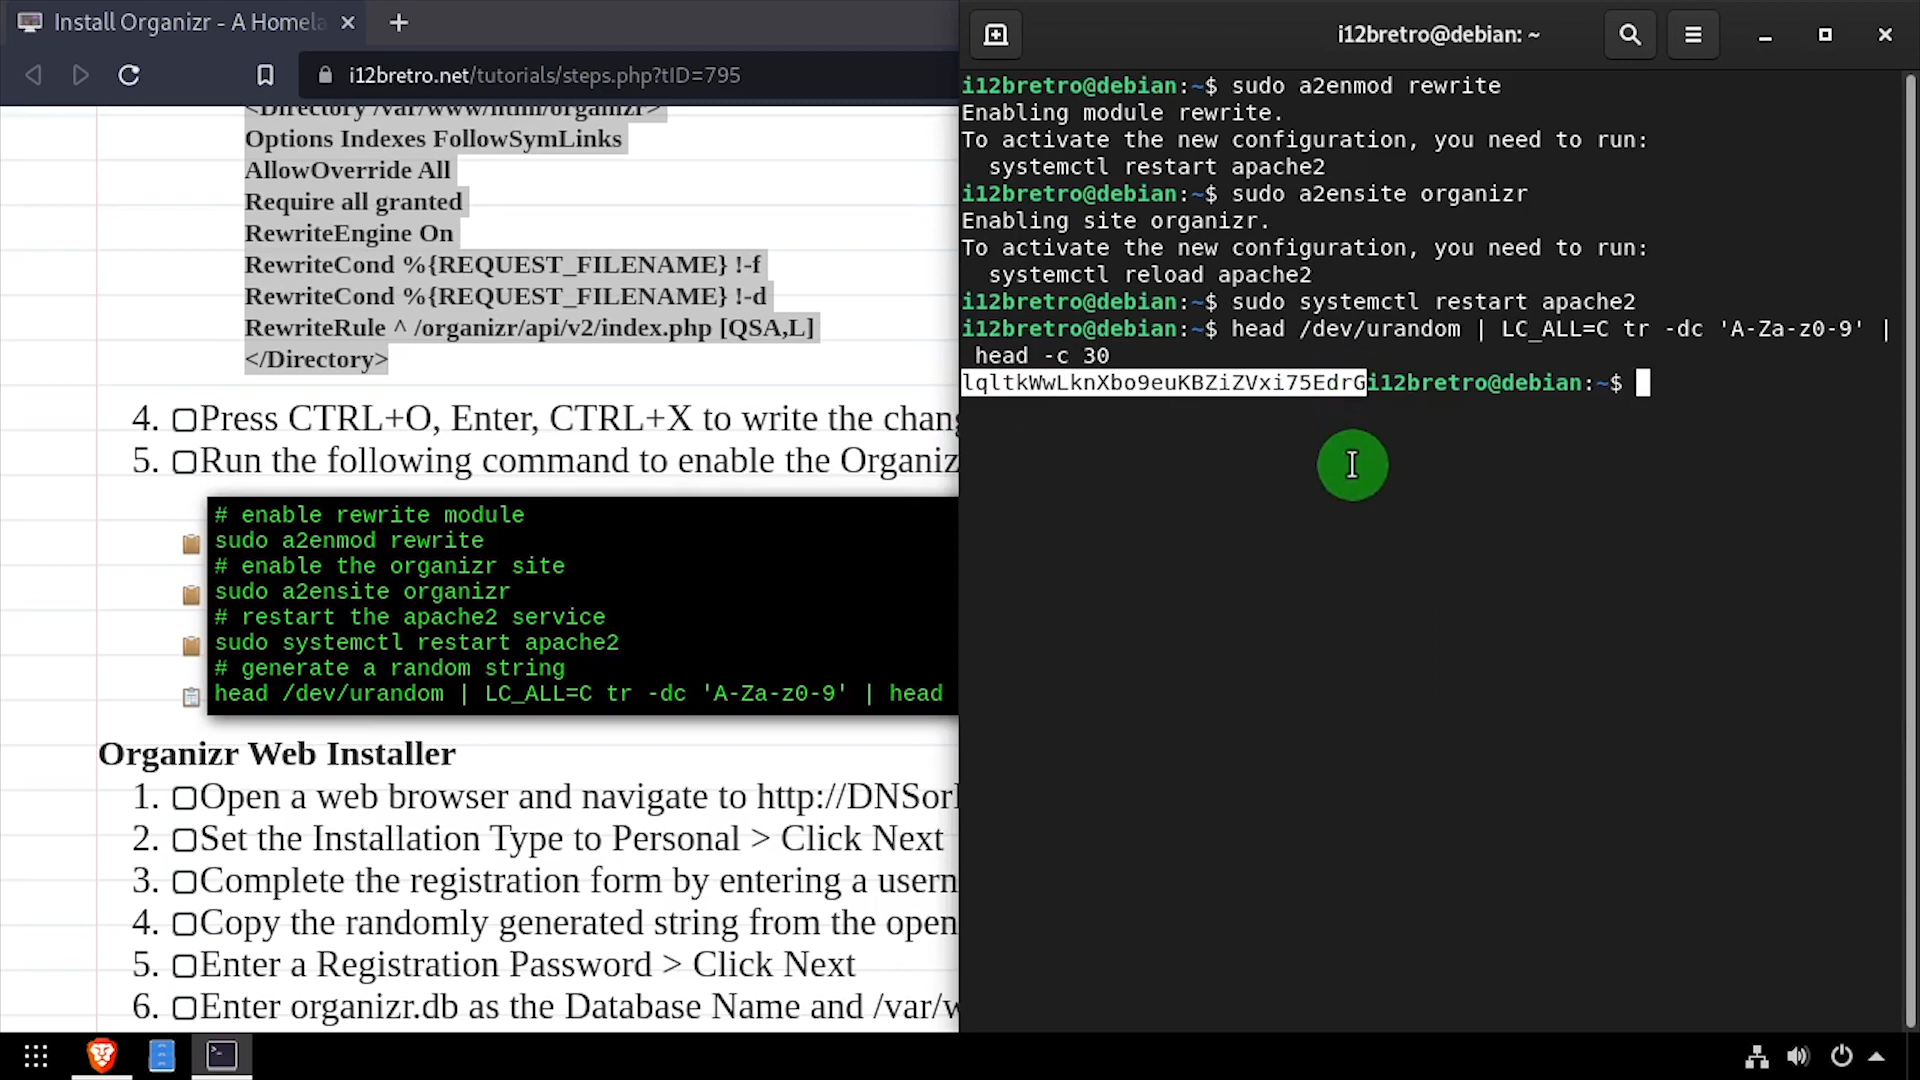 Install Organizr - A Homela
i12bretro.net/tutorials/steps.php?tID=795
<Directory /var/www/html/organizr>
Options Indexes FollowSymLinks
AllowOverride All
Require all granted
RewriteEngine On
RewriteCond %{REQUEST_FILENAME} !-f
RewriteCond %{REQUEST_FILENAME} !-d
RewriteRule ^ /organizr/api/v2/index.php [QSA,L]
</Directory>
4. Press CTRL+O, Enter, CTRL+X to write the chang
5. Run the following command to enable the Organiz
# enable rewrite module
sudo a2enmod rewrite
# enable the organizr site
sudo a2ensite organizr
# restart the apache2 service
sudo systemctl restart apache2
# generate a random string
head /dev/urandom | LC_ALL=C tr -dc 'A-Za-z0-9' | head
Organizr Web Installer
1. Open a web browser and navigate to http://DNSorI
2. Set the Installation Type to Personal > Click Next
3. Complete the registration form by entering a usern
4. Copy the randomly generated string from the open
5. Enter a Registration Password > Click Next
6. Enter organizr.db as the Database Name and /var/w
i12bretro@debian: ~
i12bretro@debian:~$ sudo a2enmod rewrite
Enabling module rewrite.
To activate the new configuration, you need to run:
  systemctl restart apache2
i12bretro@debian:~$ sudo a2ensite organizr
Enabling site organizr.
To activate the new configuration, you need to run:
  systemctl reload apache2
i12bretro@debian:~$ sudo systemctl restart apache2
i12bretro@debian:~$ head /dev/urandom | LC_ALL=C tr -dc 'A-Za-z0-9' |
 head -c 30
lqltkWwLknXbo9euKBZiZVxi75EdrGi12bretro@debian:~$